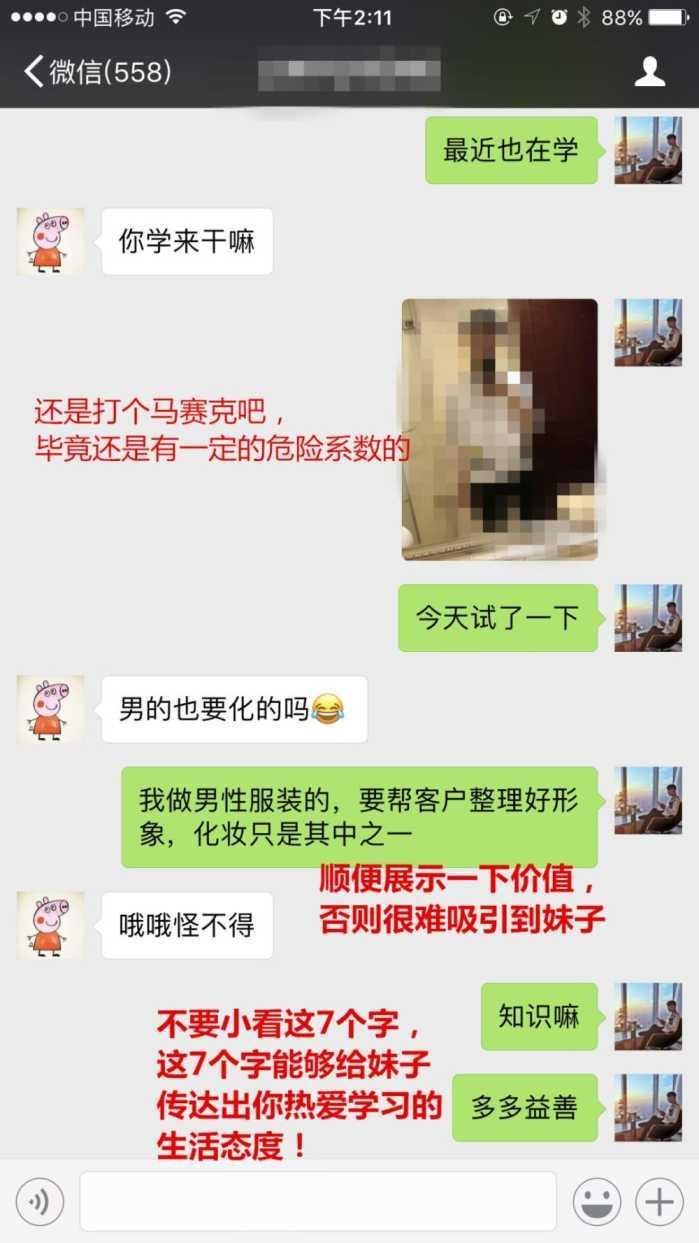 中国移动
下午2:11
88%
微信(558)
最近也在学
你学来干嘛
还是打个马赛克吧，
毕竟还是有一定的危险系数的
今天试了一下
男的也要化的吗😂
我做男性服装的，要帮客户整理好形
象，化妆只是其中之一
顺便展示一下价值，
否则很难吸引到妹子
哦哦怪不得
知识嘛
不要小看这7个字，
这7个字能够给妹子
传达出你热爱学习的
生活态度！
多多益善